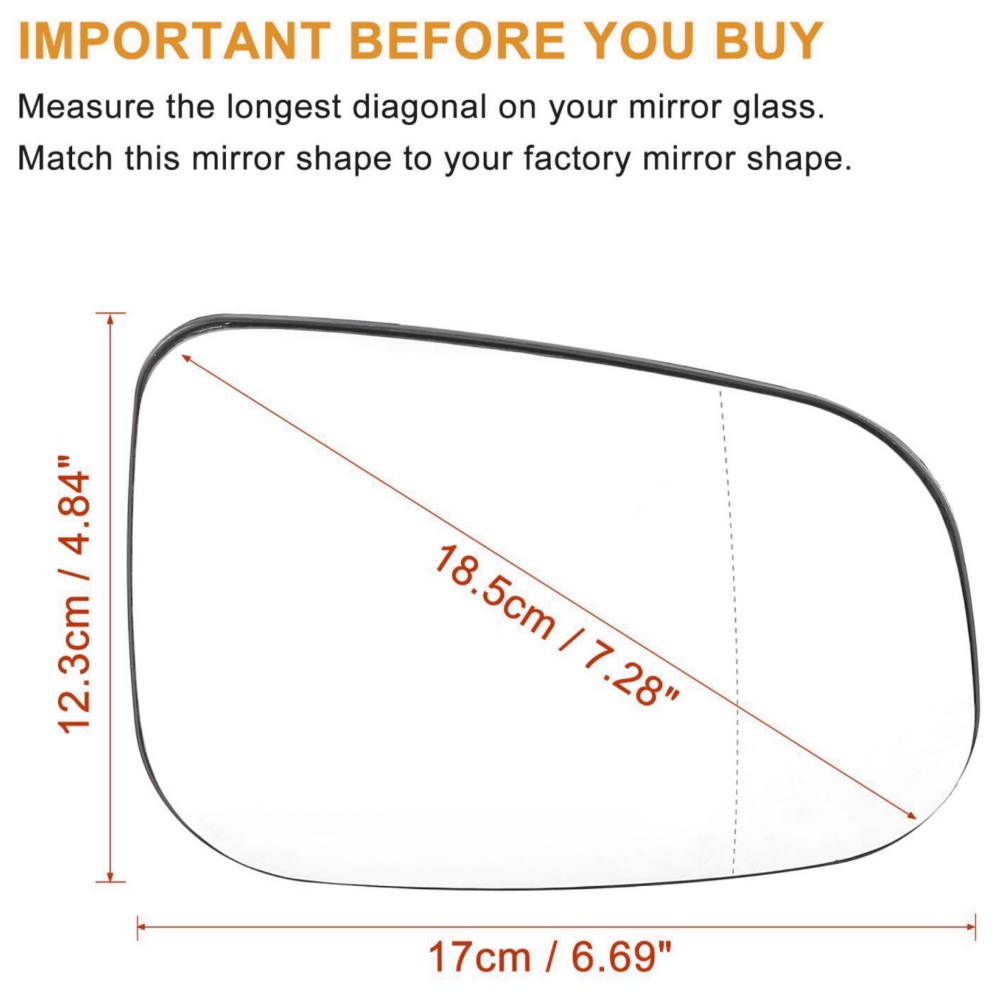 IMPORTANT BEFORE YOU BUY
Measure the longest diagonal on your mirror glass.
Match this mirror shape to your factory mirror shape.
12.3cm / 4.84"
18.5cm / 7.28"
17cm / 6.69"